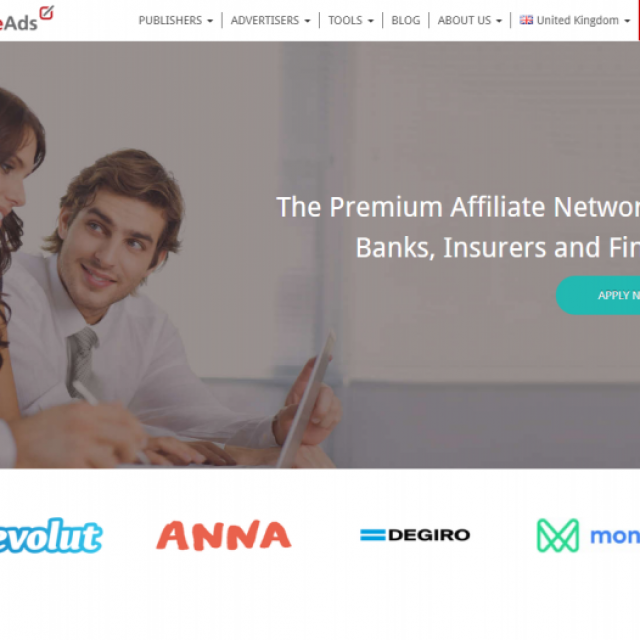 eAds
PUBLISHERS ADVERTISERS TOOLS BLOG ABOUT US United Kingdom
The Premium Affiliate Networ
Banks, Insurers and Fin
APPLY N
evolut ANNA DEGIRO mon